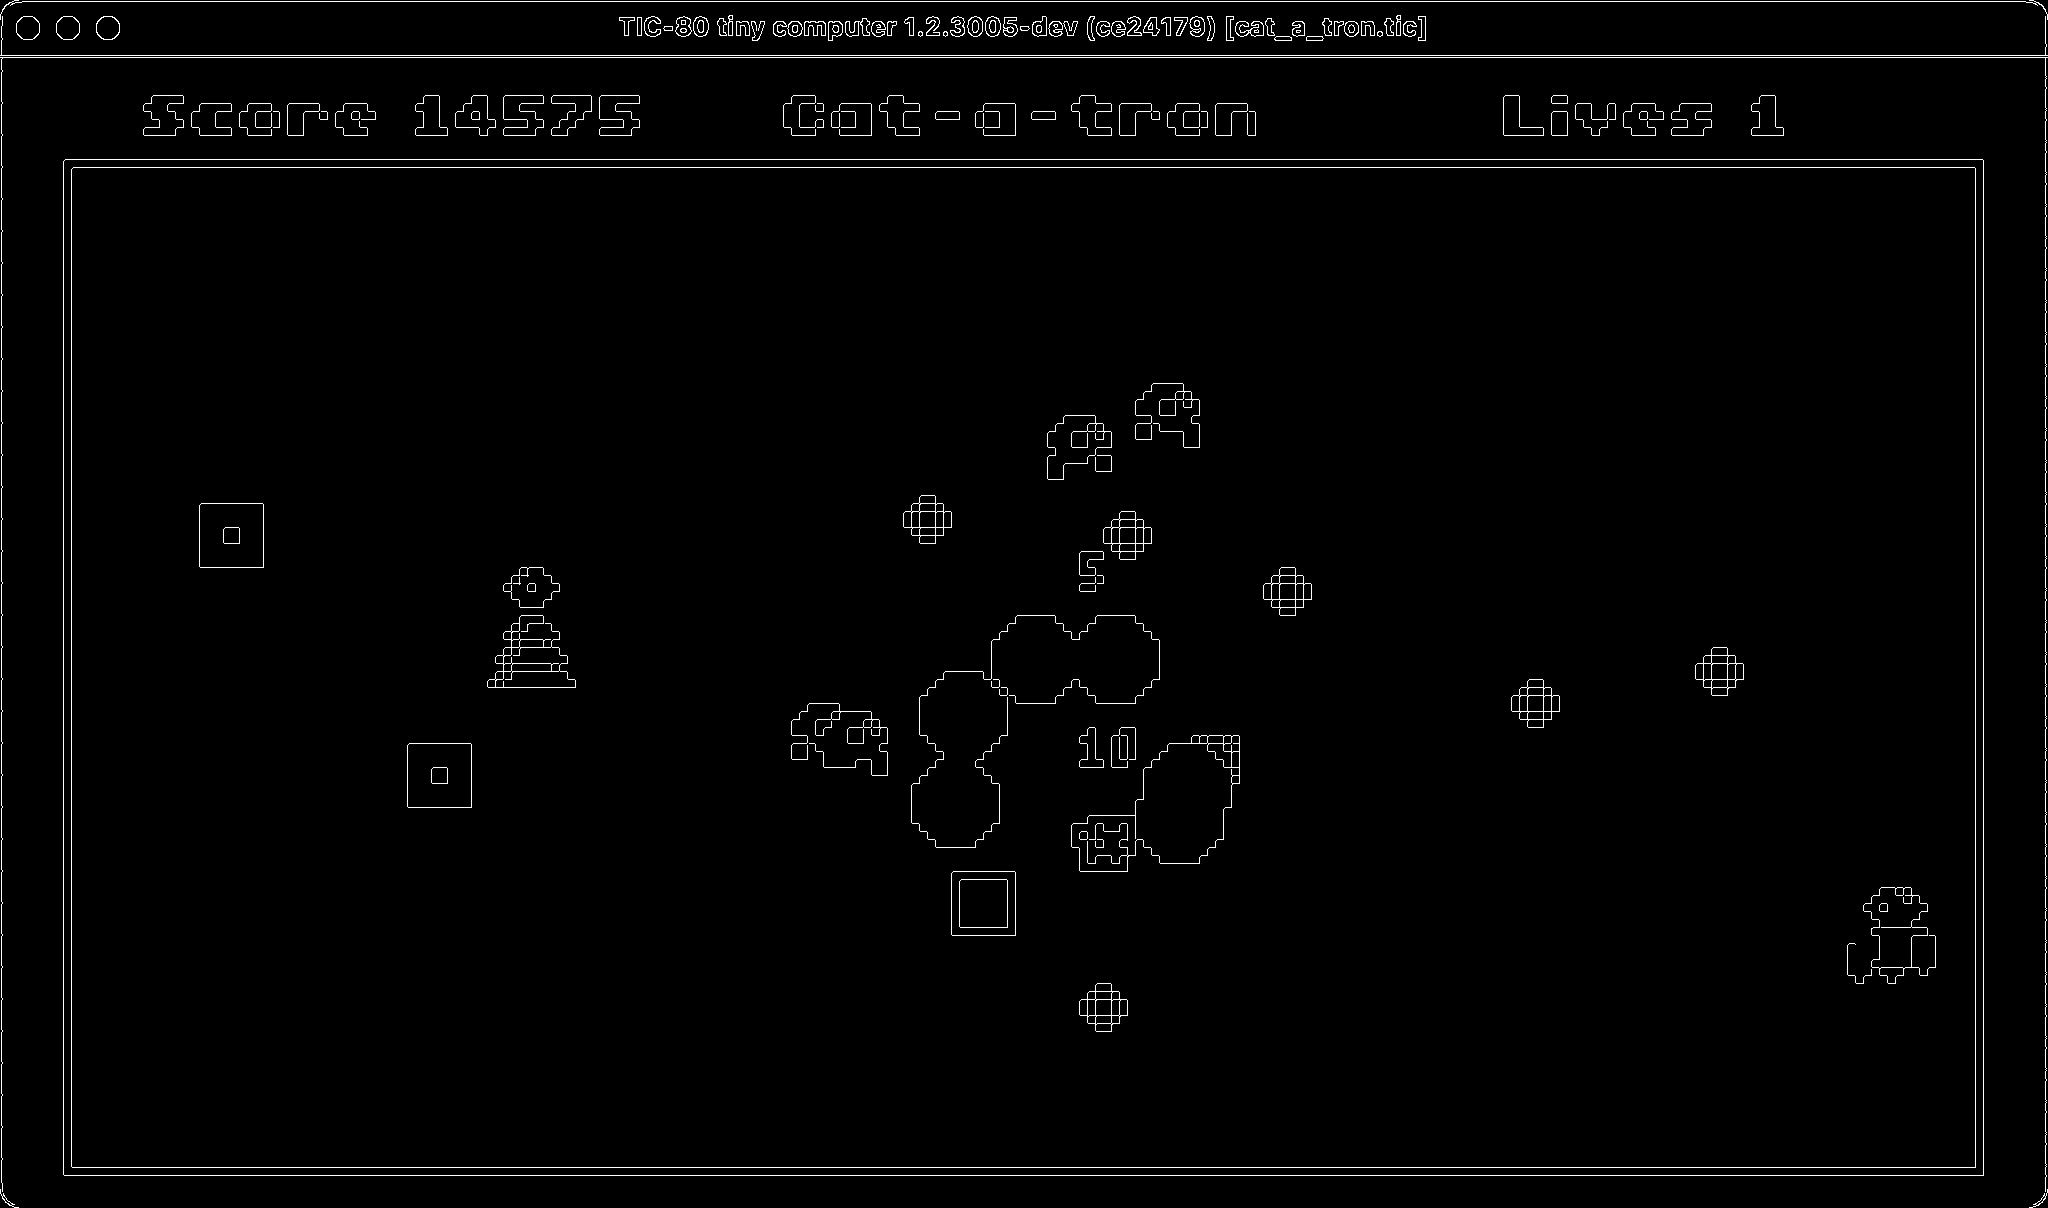 TIC-80 tiny computer 1.2.3005-dev (ce24179) [cat_a_tron.tic]
Score 14575 Cat-a-tron Lives 1
5
10